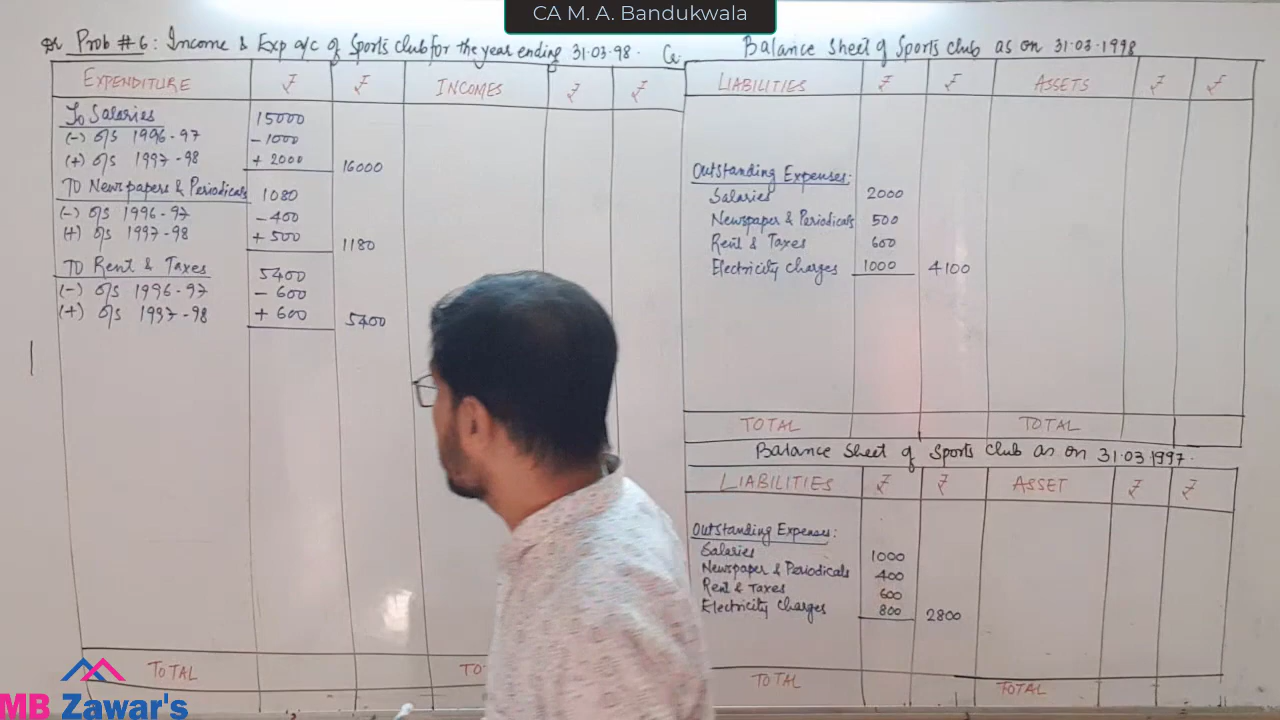 CA M. A. Bandukwala
Dr Prob # 6 : Income & Exp a/c of Sports club for the year ending 31.03.98. Cr.
EXPENDITURE ₹ ₹ INCOMES ₹ ₹
To Salaries 15000
(-) o/s 1996-97 - 1000
(+) o/s 1997-98 + 2000 16000
To Newspapers & Periodicals 1080
(-) o/s 1996-97 - 400
(+) o/s 1997-98 + 500 1180
To Rent & Taxes 5400
(-) o/s 1996-97 - 600
(+) o/s 1997-98 + 600 5400
TOTAL TO
Balance Sheet of Sports club as on 31.03.1998
LIABILITIES ₹ ₹ ASSETS ₹ ₹
Outstanding Expenses:
Salaries 2000
Newspaper & Periodicals 500
Rent & Taxes 600
Electricity Charges 1000 4100
TOTAL TOTAL
Balance Sheet of Sports Club as on 31.03.1997.
LIABILITIES ₹ ₹ ASSET ₹ ₹
Outstanding Expenses:
Salaries 1000
Newspaper & Periodicals 400
Rent & Taxes 600
Electricity Charges 800 2800
TOTAL TOTAL
MB Zawar's